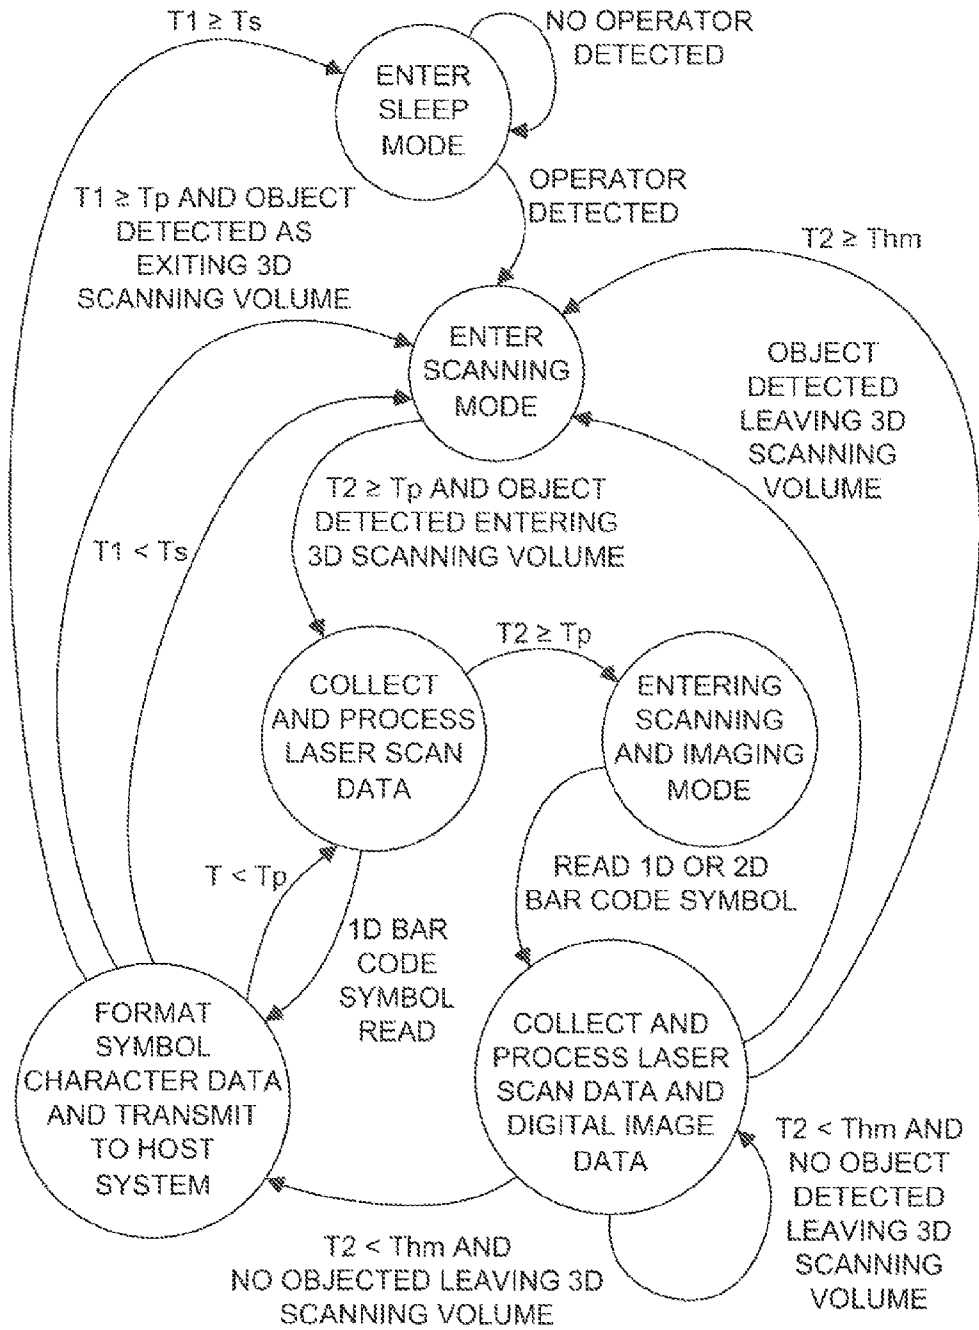 T1 ≥ Ts
NO OPERATOR
DETECTED
ENTER
SLEEP
MODE
OPERATOR
DETECTED
T1 ≥ Tp AND OBJECT
DETECTED AS
EXITING 3D
SCANNING VOLUME
T2 ≥ Thm
ENTER
SCANNING
MODE
OBJECT
DETECTED
LEAVING 3D
SCANNING
VOLUME
T2 ≥ Tp AND OBJECT
DETECTED ENTERING
3D SCANNING VOLUME
T1 < Ts
T2 ≥ Tp
COLLECT
AND PROCESS
LASER SCAN
DATA
ENTERING
SCANNING
AND IMAGING
MODE
T < Tp
READ 1D OR 2D
BAR CODE SYMBOL
1D BAR
CODE
SYMBOL
READ
FORMAT
SYMBOL
CHARACTER DATA
AND TRANSMIT
TO HOST
SYSTEM
COLLECT AND
PROCESS LASER
SCAN DATA AND
DIGITAL IMAGE
DATA
T2 < Thm AND
NO OBJECT
DETECTED
LEAVING 3D
SCANNING
VOLUME
T2 < Thm AND
NO OBJECTED LEAVING 3D
SCANNING VOLUME